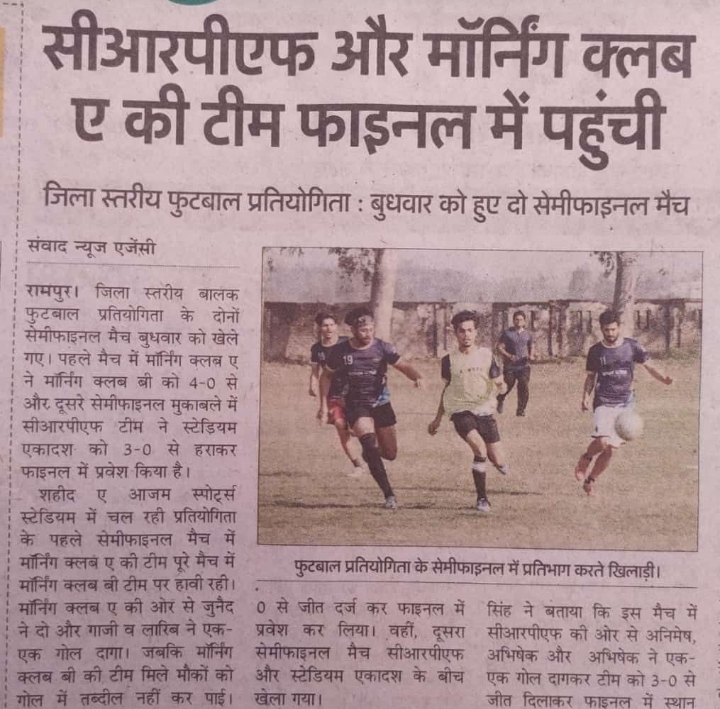 सीआरपीएफ और मॉर्निंग क्लब
ए की टीम फाइनल में पहुंची
जिला स्तरीय फुटबाल प्रतियोगिता : बुधवार को हुए दो सेमीफाइनल मैच
संवाद न्यूज एजेंसी
रामपुर। जिला स्तरीय बालक
फुटबाल प्रतियोगिता के दोनों
सेमीफाइनल मैच बुधवार को खेले
गए। पहले मैच में मॉर्निंग क्लब ए
ने मॉर्निंग क्लब बी को 4-0 से
और दूसरे सेमीफाइनल मुकाबले में
सीआरपीएफ टीम ने स्टेडियम
एकादश को 3-0 से हराकर
फाइनल में प्रवेश किया है।
शहीद ए आजम स्पोर्ट्स
स्टेडियम में चल रही प्रतियोगिता
के पहले सेमीफाइनल मैच में
मॉर्निंग क्लब ए की टीम पूरे मैच में
मॉर्निंग क्लब बी टीम पर हावी रही।
मॉर्निंग क्लब ए की ओर से जुनैद
ने दो और गाजी व लारिब ने एक-
एक गोल दागा। जबकि मॉर्निंग
क्लब बी की टीम मिले मौकों को
गोल में तब्दील नहीं कर पाई।
19
11
फुटबाल प्रतियोगिता के सेमीफाइनल में प्रतिभाग करते खिलाड़ी।
0 से जीत दर्ज कर फाइनल में
प्रवेश कर लिया। वहीं, दूसरा
सेमीफाइनल मैच सीआरपीएफ
और स्टेडियम एकादश के बीच
खेला गया।
सिंह ने बताया कि इस मैच में
सीआरपीएफ की ओर से अनिमेष,
अभिषेक और अभिषेक ने एक-
एक गोल दागकर टीम को 3-0 से
जीत दिलाकर फाइनल में स्थान